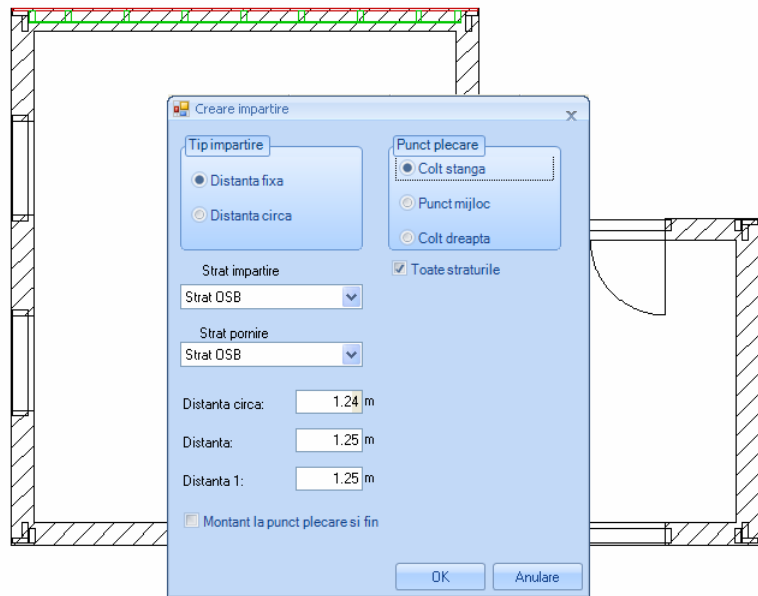 Creare impartire
Tip impartire
Distanta fixa
Distanta circa
Punct plecare
Colt stanga
Punct mijloc
Colt dreapta
Toate straturile
Strat impartire
Strat OSB
Strat pornire
Strat OSB
Distanta circa: 1.24 m
Distanta: 1.25 m
Distanta 1: 1.25 m
Montant la punct plecare si fin
OK Anulare